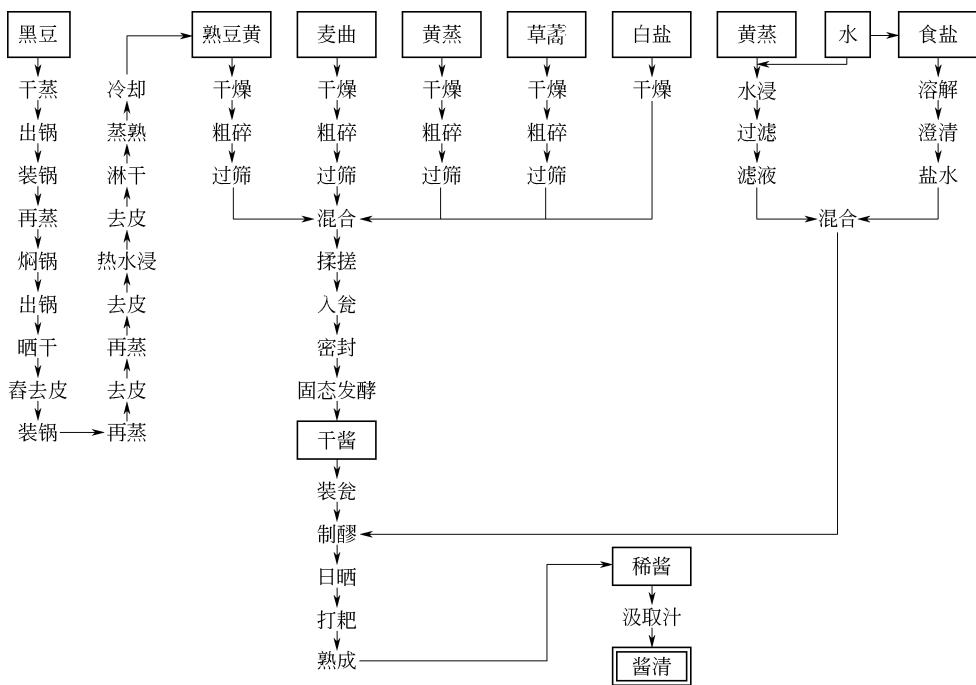 黑豆
干蒸
出锅
装锅
再蒸
焖锅
出锅
晒干
舂去皮
装锅
再蒸
去皮
再蒸
去皮
热水浸
去皮
淋干
蒸熟
冷却
熟豆黄
干燥
粗碎
过筛
麦曲
干燥
粗碎
过筛
黄蒸
干燥
粗碎
过筛
草
干燥
粗碎
过筛
白盐
干燥
混合
揉搓
入瓮
密封
固态发酵
干酱
装瓮
黄蒸
水浸
过滤
滤液
水
食盐
溶解
澄清
盐水
混合
制醪
日晒
打耙
熟成
稀酱
汲取汁
酱清